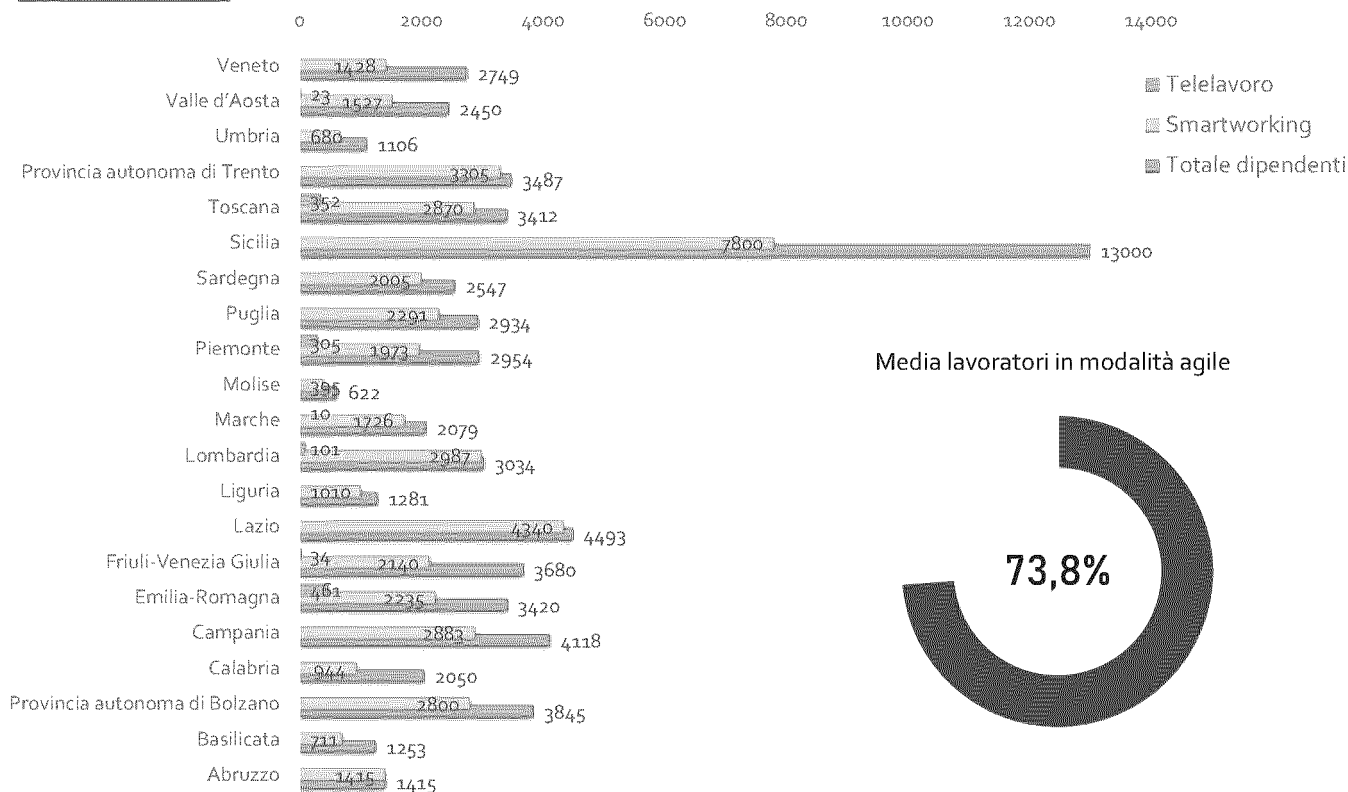 0 2000 4000 6000 8000 10000 12000 14000
Veneto 1428 2749
Valle d'Aosta 23 1527 2450
Umbria 680 1106
Provincia autonoma di Trento 3305 3487
Toscana 352 2870 3412
Sicilia 7800 13000
Sardegna 2005 2547
Puglia 2291 2934
Piemonte 305 1973 2954
Molise 395 622
Marche 10 1726 2079
Lombardia 101 2987 3034
Liguria 1010 1281
Lazio 4340 4493
Friuli-Venezia Giulia 34 2140 3680
Emilia-Romagna 461 2235 3420
Campania 2883 4118
Calabria 944 2050
Provincia autonoma di Bolzano 2800 3845
Basilicata 711 1253
Abruzzo 1415 1415
Telelavoro
Smartworking
Totale dipendenti
Media lavoratori in modalità agile
73,8%